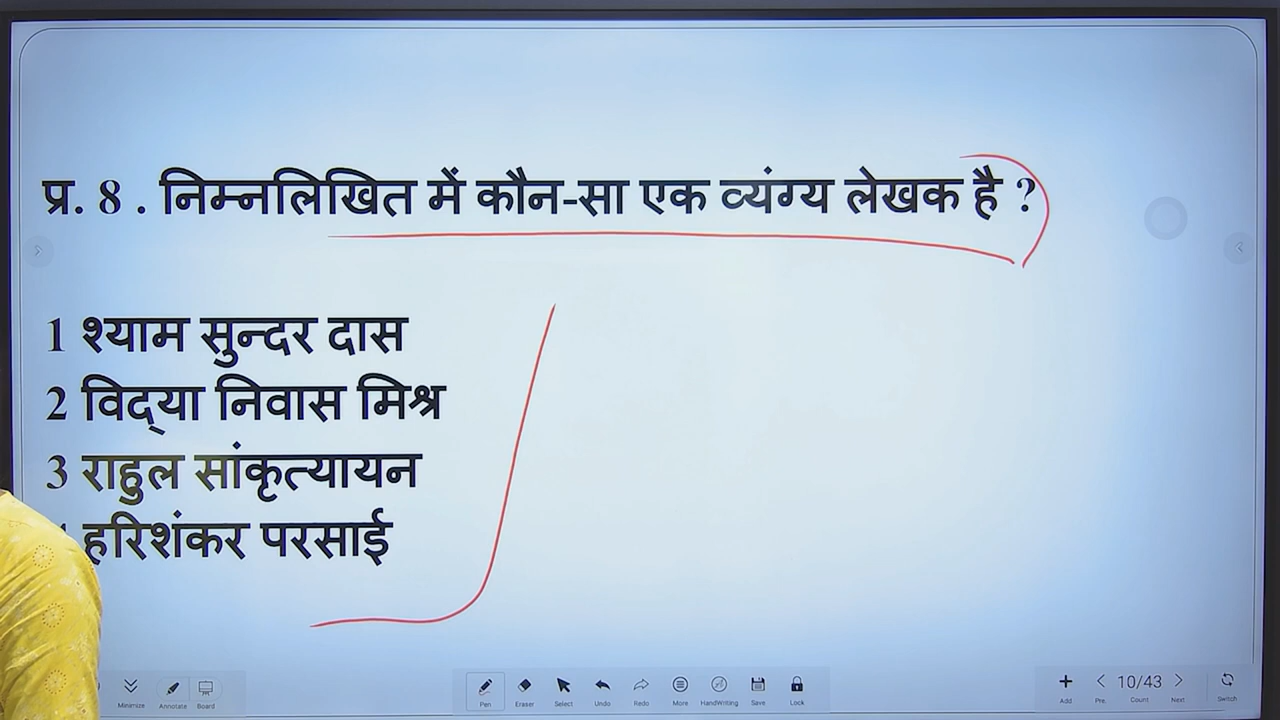 प्र. 8 . निम्नलिखित में कौन-सा एक व्यंग्य लेखक है ?
1 श्याम सुन्दर दास
2 विद्‌या निवास मिश्र
3 राहुल सांकृत्यायन
हरिशंकर परसाई
Minimize Annotate Board Pen Eraser Select Undo Redo More HandWriting Save Lock Add Pre. 10/43 Count Next Switch